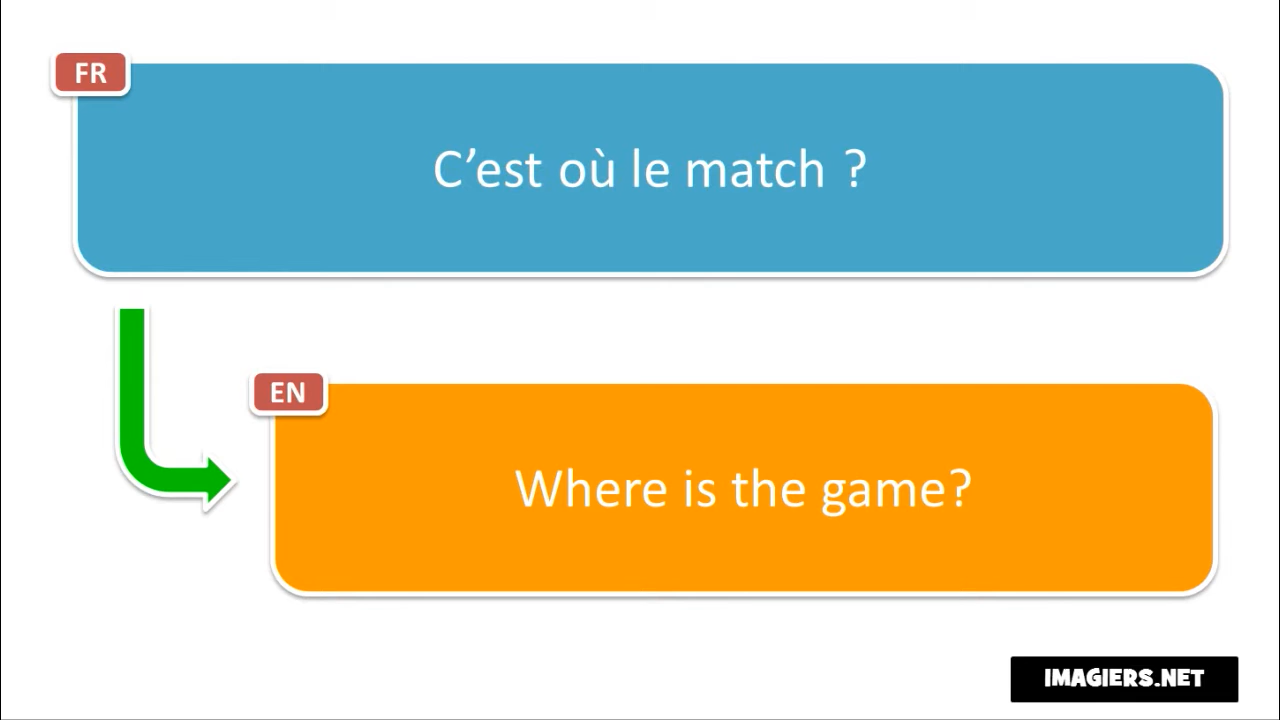 FR
C’est où le match ?
EN
Where is the game?
IMAGIERS.NET